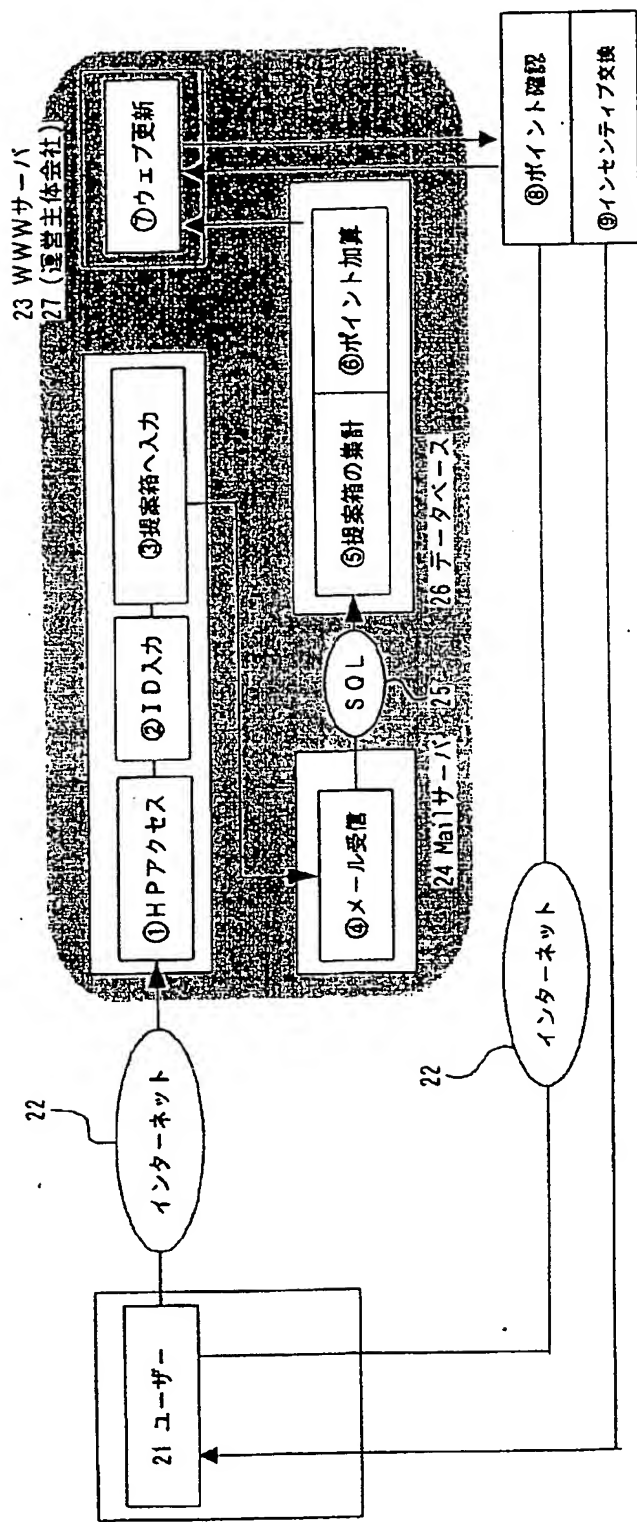 23 WWWサーバ
27 (運営主体会社)
22
インターネット
21 ユーザー
①HPアクセス
②ID入力
③提案箱へ入力
⑦ウェブ更新
④メール受信
SQL
⑤提案箱の集計
⑥ポイント加算
24 Mailサーバ
25
26 データベース
22
インターネット
⑧ポイント確認
⑨インセンティブ交換